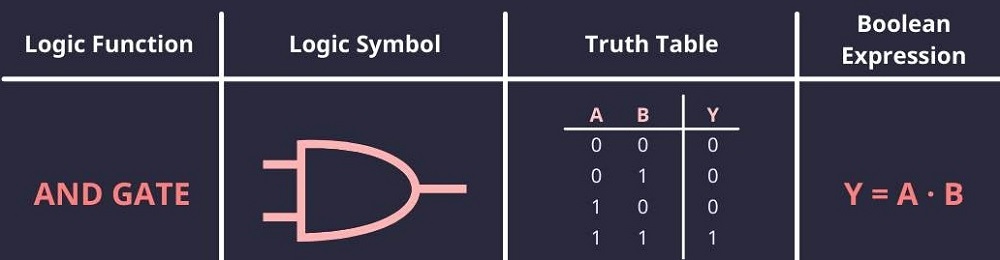 Logic Function
Logic Symbol
Truth Table
Boolean
Expression
AND GATE
A B Y
0 0 0
0 1 0
1 0 0
1 1 1
Y = A · B